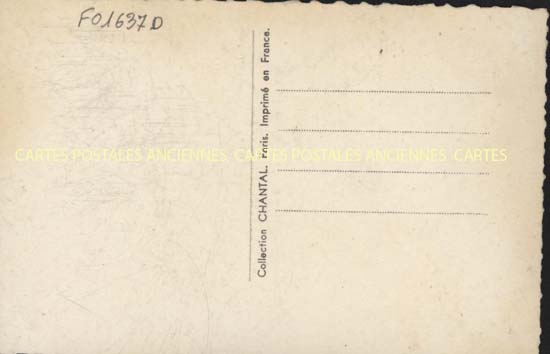 F01637D
CARTES POSTALES ANCIENNES CARTES POSTALES ANCIENNES CARTES
Collection CHANTAL. Paris. Imprimé en France.